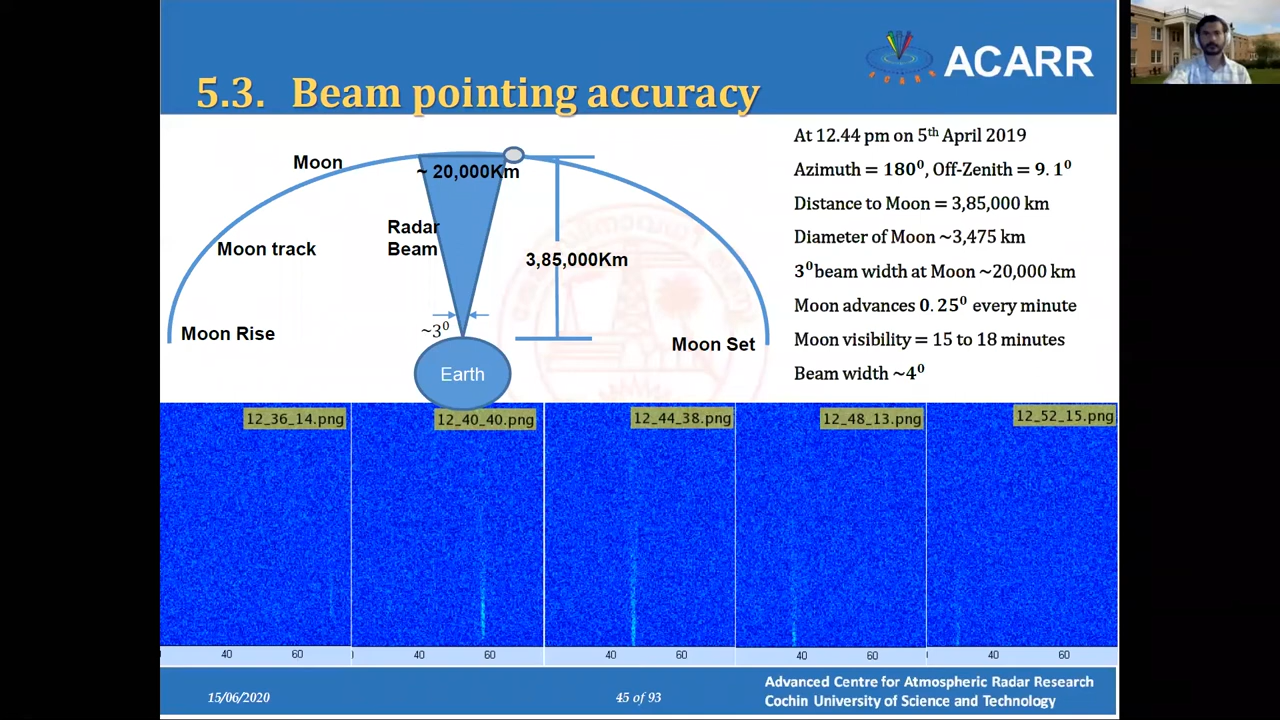 5.3. Beam pointing accuracy
ACARR
ACARR
Moon
~ 20,000Km
Radar
Beam
Moon track
3,85,000Km
~3⁰
Moon Rise
Moon Set
Earth
At 12.44 pm on 5th April 2019
Azimuth = 180⁰, Off-Zenith = 9.1⁰
Distance to Moon = 3,85,000 km
Diameter of Moon ~3,475 km
3⁰beam width at Moon ~20,000 km
Moon advances 0.25⁰ every minute
Moon visibility = 15 to 18 minutes
Beam width ~4⁰
12_36_14.png
12_40_40.png
12_44_38.png
12_48_13.png
12_52_15.png
40 60 40 60 40 60 40 60 40 60
15/06/2020
45 of 93
Advanced Centre for Atmospheric Radar Research
Cochin University of Science and Technology